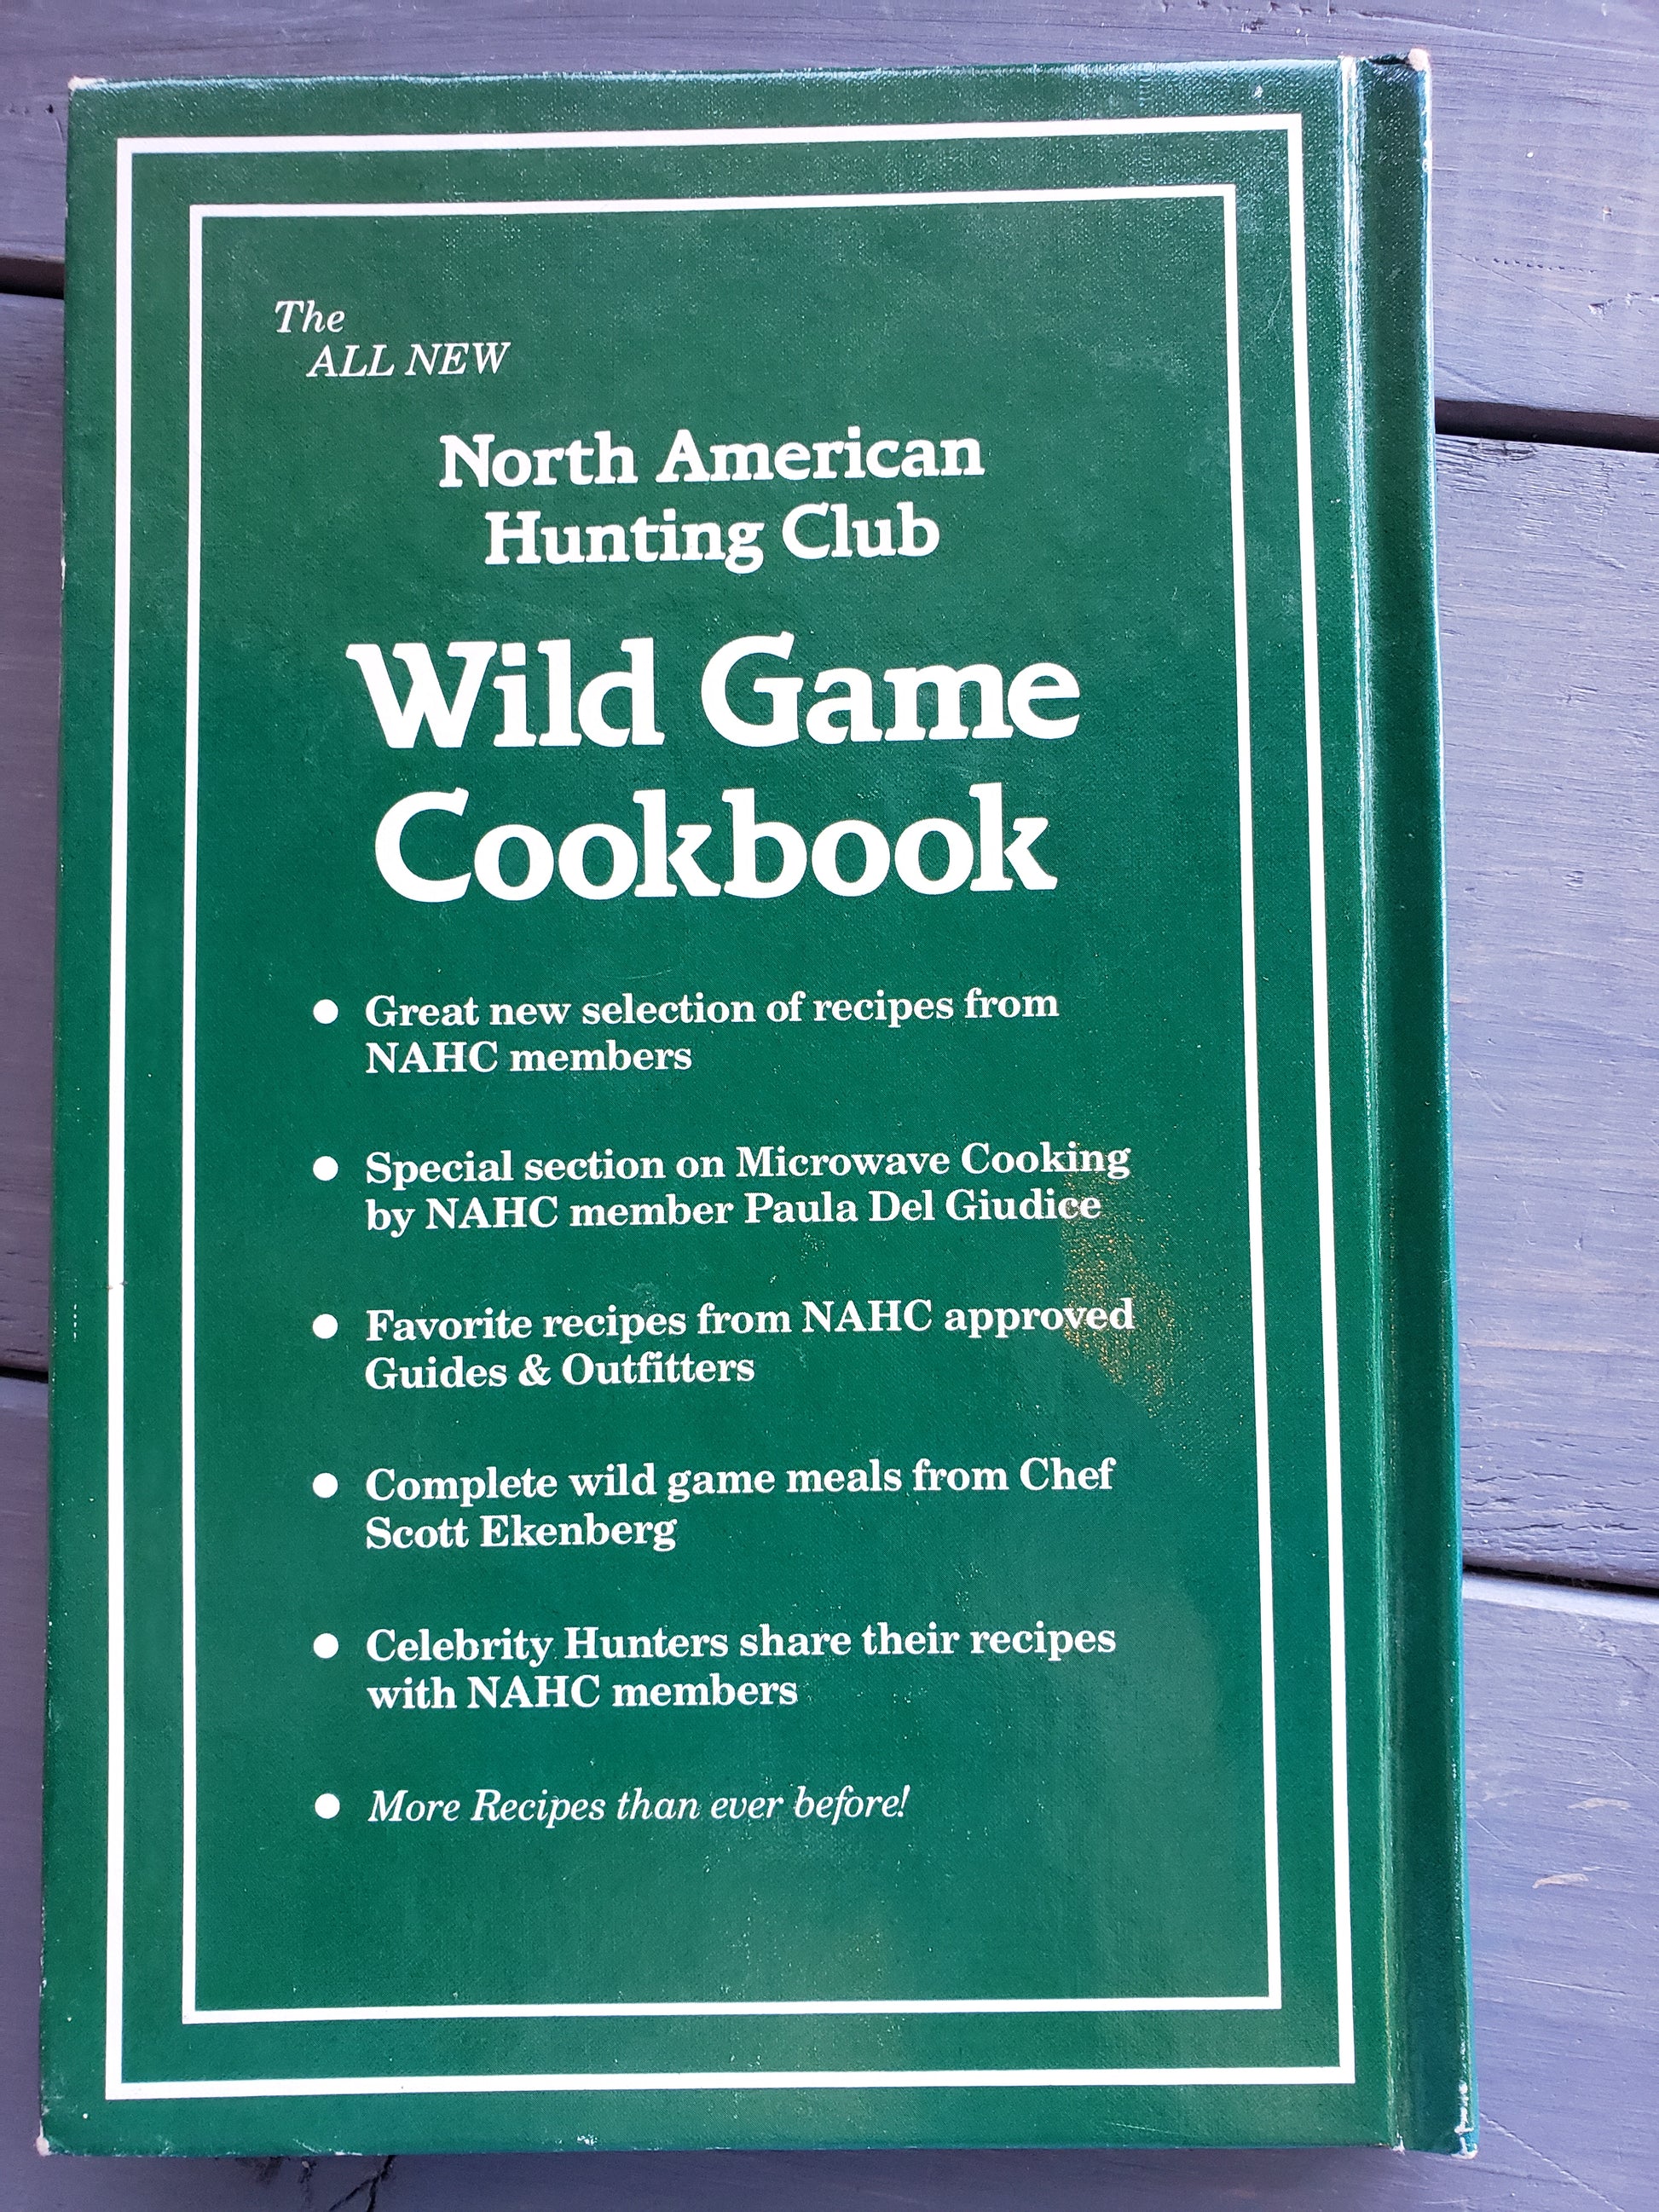 The
ALL NEW
North American
Hunting Club
Wild Game
Cookbook
● Great new selection of recipes from
NAHC members
● Special section on Microwave Cooking
by NAHC member Paula Del Giudice
● Favorite recipes from NAHC approved
Guides & Outfitters
● Complete wild game meals from Chef
Scott Ekenberg
● Celebrity Hunters share their recipes
with NAHC members
● More Recipes than ever before!